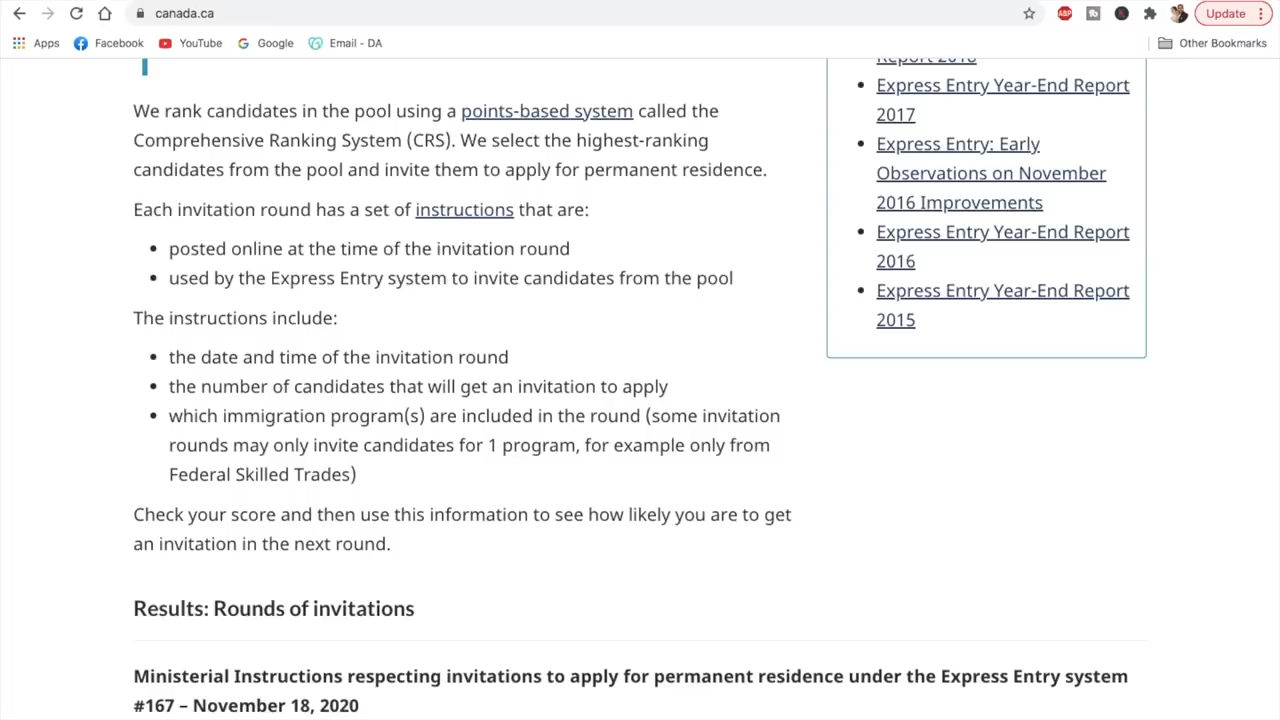 canada.ca
Update
Apps
Facebook
YouTube
Google
Email - DA
Other Bookmarks
We rank candidates in the pool using a points-based system called the
Comprehensive Ranking System (CRS). We select the highest-ranking
candidates from the pool and invite them to apply for permanent residence.
Each invitation round has a set of instructions that are:
• posted online at the time of the invitation round
• used by the Express Entry system to invite candidates from the pool
The instructions include:
• the date and time of the invitation round
• the number of candidates that will get an invitation to apply
• which immigration program(s) are included in the round (some invitation
rounds may only invite candidates for 1 program, for example only from
Federal Skilled Trades)
Check your score and then use this information to see how likely you are to get
an invitation in the next round.
Report 2018
• Express Entry Year-End Report
2017
• Express Entry: Early
Observations on November
2016 Improvements
• Express Entry Year-End Report
2016
• Express Entry Year-End Report
2015
Results: Rounds of invitations
Ministerial Instructions respecting invitations to apply for permanent residence under the Express Entry system
#167 – November 18, 2020
ABP